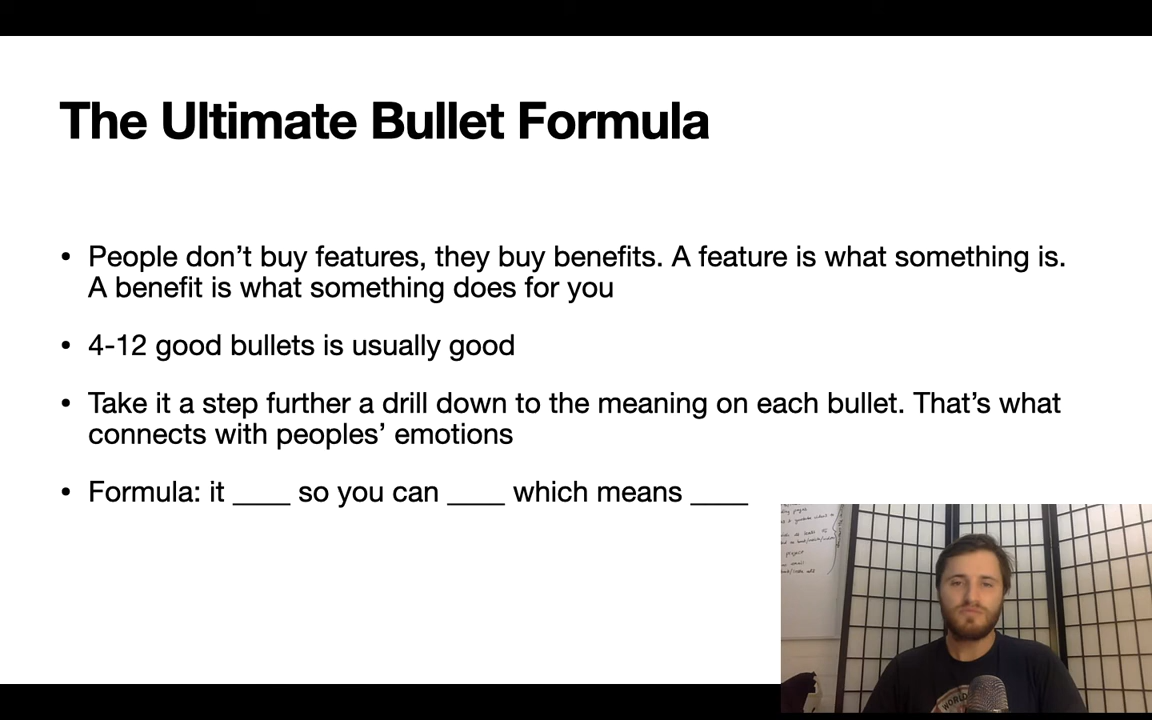 The Ultimate Bullet Formula
• People don’t buy features, they buy benefits. A feature is what something is.
A benefit is what something does for you
• 4-12 good bullets is usually good
• Take it a step further a drill down to the meaning on each bullet. That’s what
connects with peoples’ emotions
• Formula: it ____ so you can ____ which means ____
project
WORLD